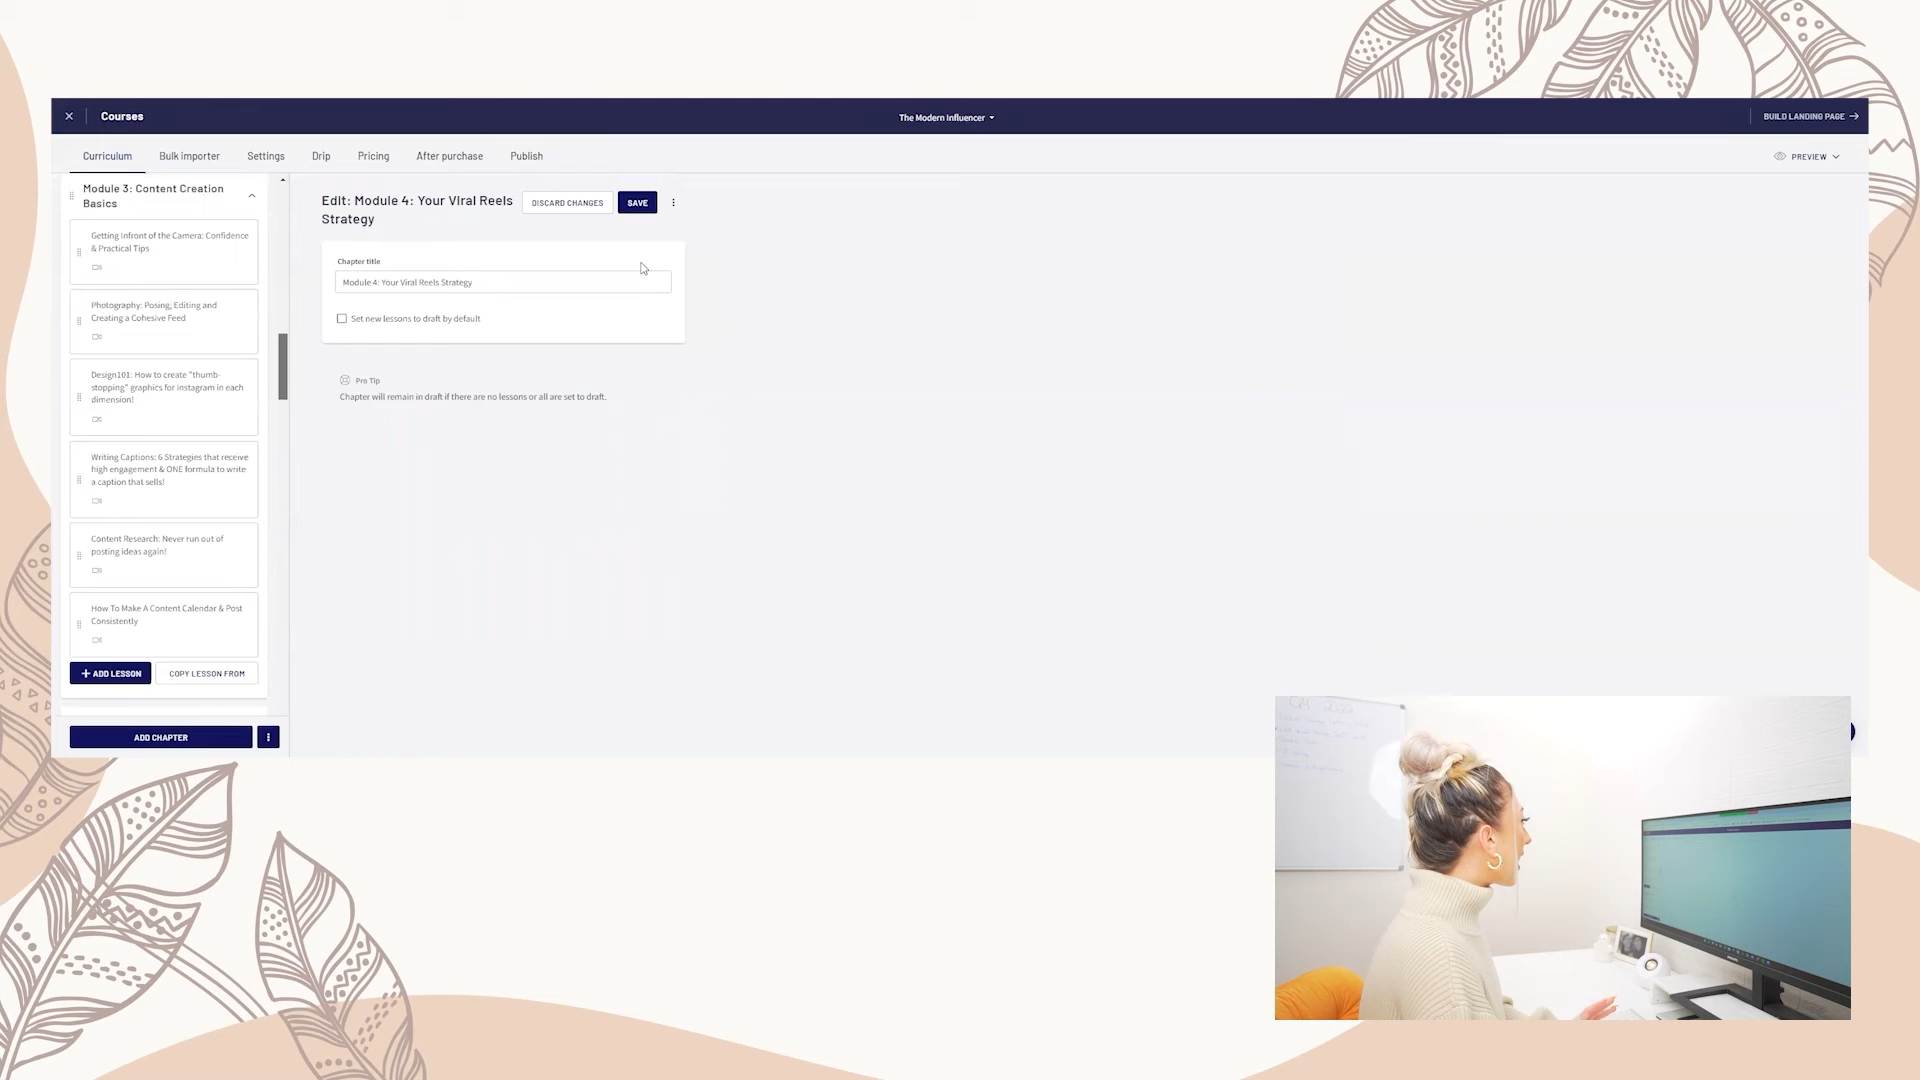 Courses
The Modern Influencer
BUILD LANDING PAGE
Curriculum
Bulk importer
Settings
Drip
Pricing
After purchase
Publish
PREVIEW
Module 3: Content Creation
Basics
Getting Infront of the Camera: Confidence
& Practical Tips
Photography: Posing, Editing and
Creating a Cohesive Feed
Design101: How to create "thumb-
stopping" graphics for instagram in each
dimension!
Writing Captions: 6 Strategies that receive
high engagement & ONE formula to write
a caption that sells!
Content Research: Never run out of
posting ideas again!
How To Make A Content Calendar & Post
Consistently
+ ADD LESSON
COPY LESSON FROM
ADD CHAPTER
Edit: Module 4: Your Viral Reels
Strategy
DISCARD CHANGES
SAVE
Chapter title
Module 4: Your Viral Reels Strategy
Set new lessons to draft by default
Pro Tip
Chapter will remain in draft if there are no lessons or all are set to draft.
Q4 2022